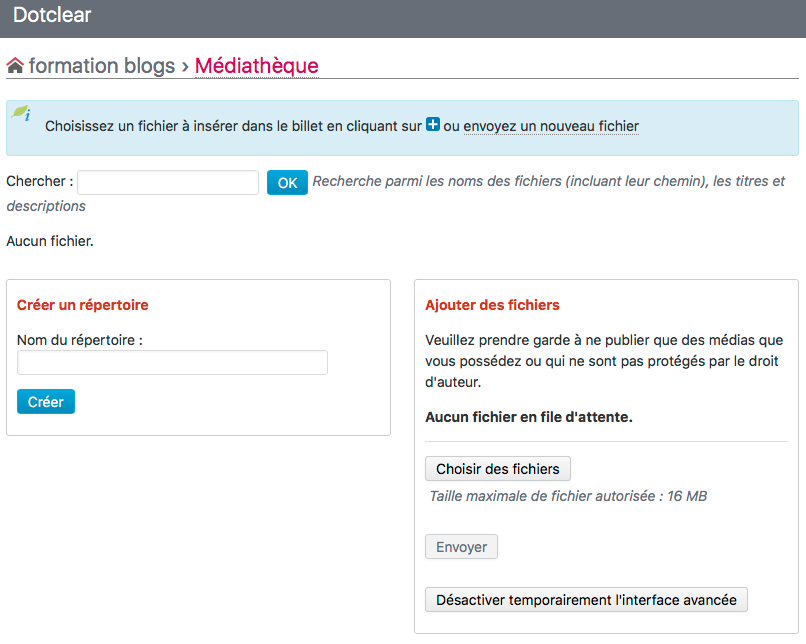 Dotclear
formation blogs › Médiathèque
Choisissez un fichier à insérer dans le billet en cliquant sur ou envoyez un nouveau fichier
Chercher : OK Recherche parmi les noms des fichiers (incluant leur chemin), les titres et
descriptions
Aucun fichier.
Créer un répertoire
Nom du répertoire :
Créer
Ajouter des fichiers
Veuillez prendre garde à ne publier que des médias que
vous possédez ou qui ne sont pas protégés par le droit
d'auteur.
Aucun fichier en file d'attente.
Choisir des fichiers
Taille maximale de fichier autorisée : 16 MB
Envoyer
Désactiver temporairement l'interface avancée